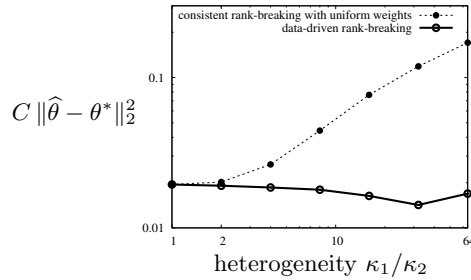 consistent rank-breaking with uniform weights
data-driven rank-breaking
0.1
C ‖θ̂ − θ*‖₂²
0.01
1 2 10 64
heterogeneity κ₁/κ₂